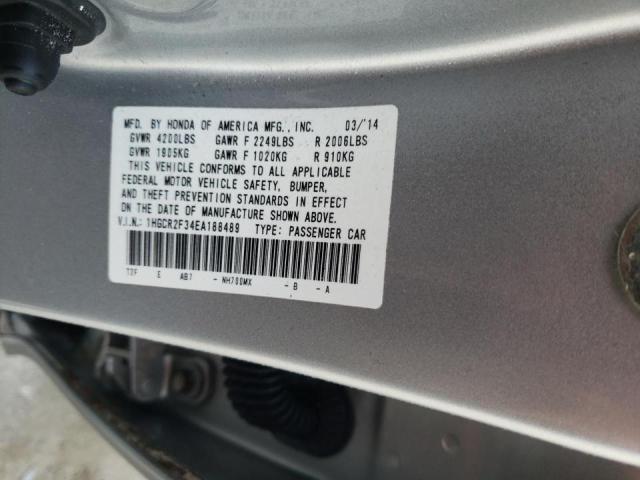 MFD. BY HONDA OF AMERICA MFG., INC. 03/'14
GVWR 4200LBS GAWR F 2249LBS R 2006LBS
GVWR 1905KG GAWR F 1020KG R 910KG
THIS VEHICLE CONFORMS TO ALL APPLICABLE
FEDERAL MOTOR VEHICLE SAFETY, BUMPER,
AND THEFT PREVENTION STANDARDS IN EFFECT
ON THE DATE OF MANUFACTURE SHOWN ABOVE.
V.I.N.: 1HGCR2F34EA188489 TYPE: PASSENGER CAR
T2F E AB7 - NH700MX - B - A